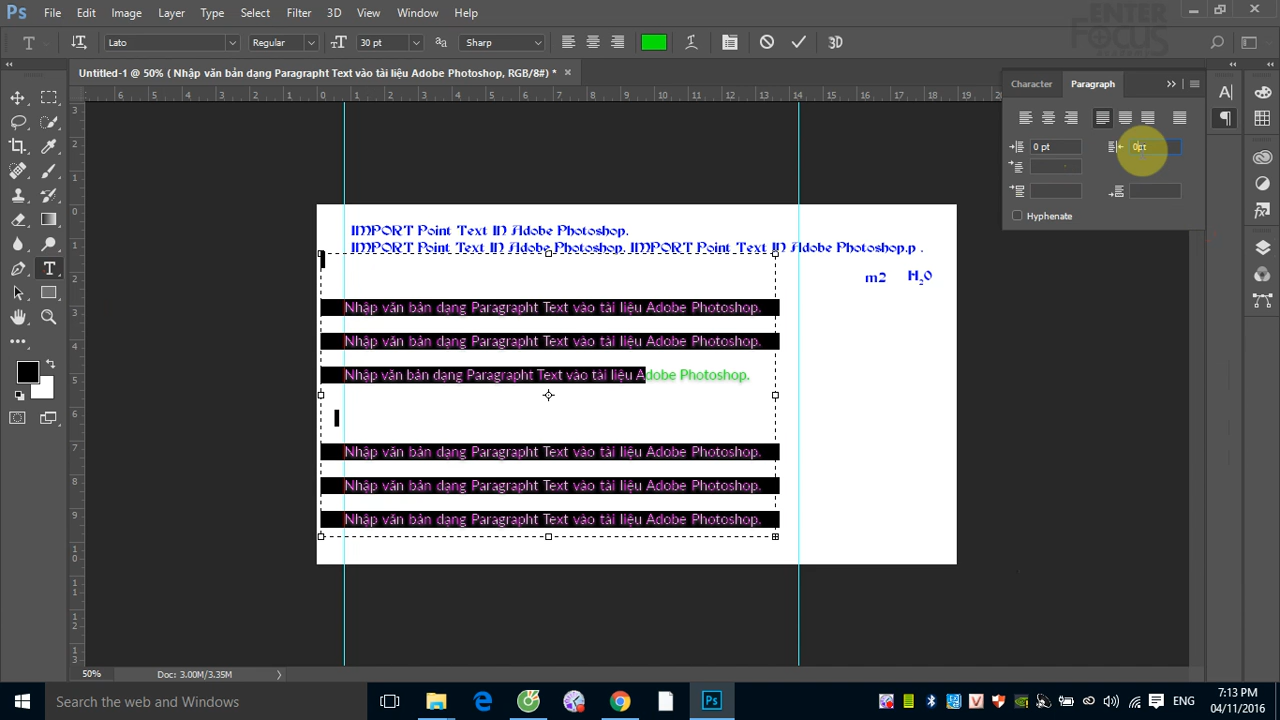 Ps File Edit Image Layer Type Select Filter 3D View Window Help
ENTER
FOCUS
T Lato Regular 30 pt Sharp 3D
Untitled-1 @ 50% ( Nhập văn bản dạng Paragrapht Text vào tài liệu Adobe Photoshop, RGB/8#) *
Character Paragraph
0 pt 0pt
Hyphenate
IMPORT Point Text IN Adobe Photoshop.
IMPORT Point Text IN Adobe Photoshop. IMPORT Point Text IN Adobe Photoshop.p .
m2 H2O
Nhập văn bản dạng Paragrapht Text vào tài liệu Adobe Photoshop.
Nhập văn bản dạng Paragrapht Text vào tài liệu Adobe Photoshop.
Nhập văn bản dạng Paragrapht Text vào tài liệu Adobe Photoshop.
Nhập văn bản dạng Paragrapht Text vào tài liệu Adobe Photoshop.
Nhập văn bản dạng Paragrapht Text vào tài liệu Adobe Photoshop.
Nhập văn bản dạng Paragrapht Text vào tài liệu Adobe Photoshop.
50% Doc: 3.00M/3.35M
Search the web and Windows
Ps
ENG
7:13 PM
04/11/2016